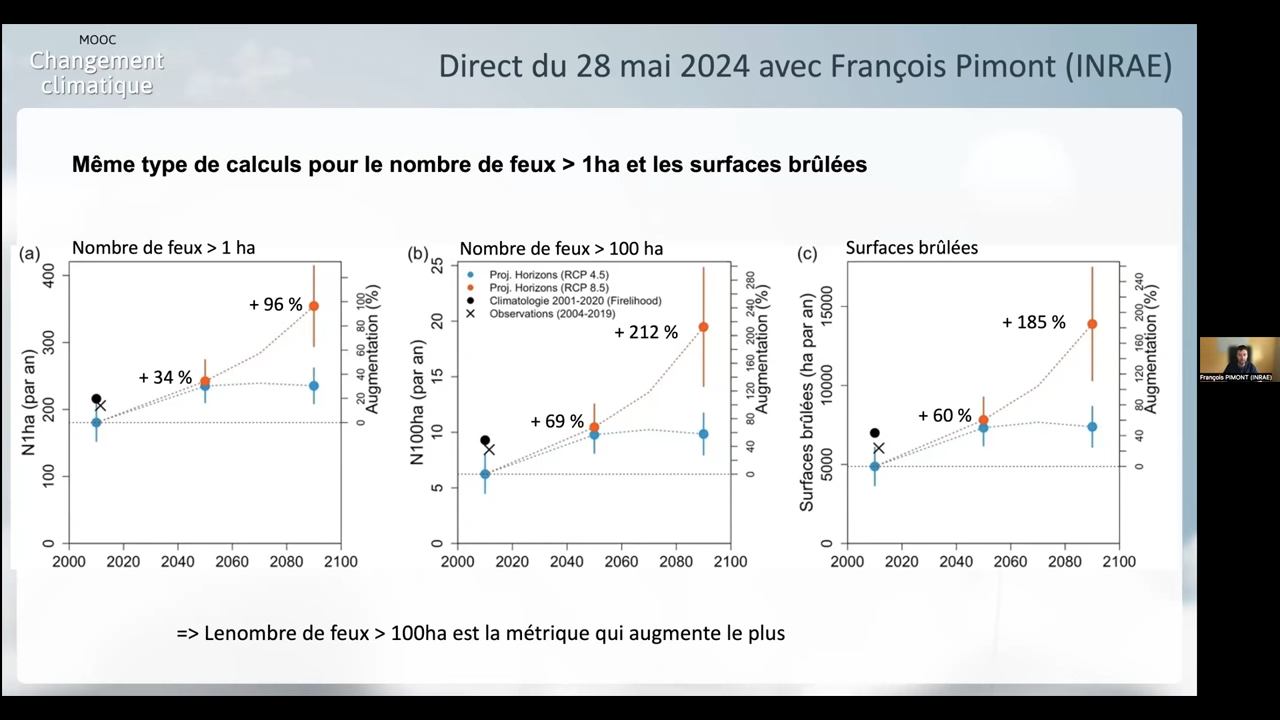 MOOC
Changement
climatique
Direct du 28 mai 2024 avec François Pimont (INRAE)
Même type de calculs pour le nombre de feux > 1ha et les surfaces brûlées
(a)
Nombre de feux > 1 ha
N1ha (par an)
400
300
200
100
0
2000 2020 2040 2060 2080 2100
Augmentation (%)
100
80
60
40
20
0
+ 34 %
+ 96 %
(b)
Nombre de feux > 100 ha
N100ha (par an)
25
20
15
10
5
0
2000 2020 2040 2060 2080 2100
Augmentation (%)
280
240
200
160
120
80
40
0
Proj. Horizons (RCP 4.5)
Proj. Horizons (RCP 8.5)
Climatologie 2001-2020 (Firelihood)
Observations (2004-2019)
+ 212 %
+ 69 %
(c)
Surfaces brûlées
Surfaces brûlées (ha par an)
15000
10000
5000
0
2000 2020 2040 2060 2080 2100
Augmentation (%)
240
200
160
120
80
40
0
+ 185 %
+ 60 %
=> Lenombre de feux > 100ha est la métrique qui augmente le plus
François PIMONT (INRAE)